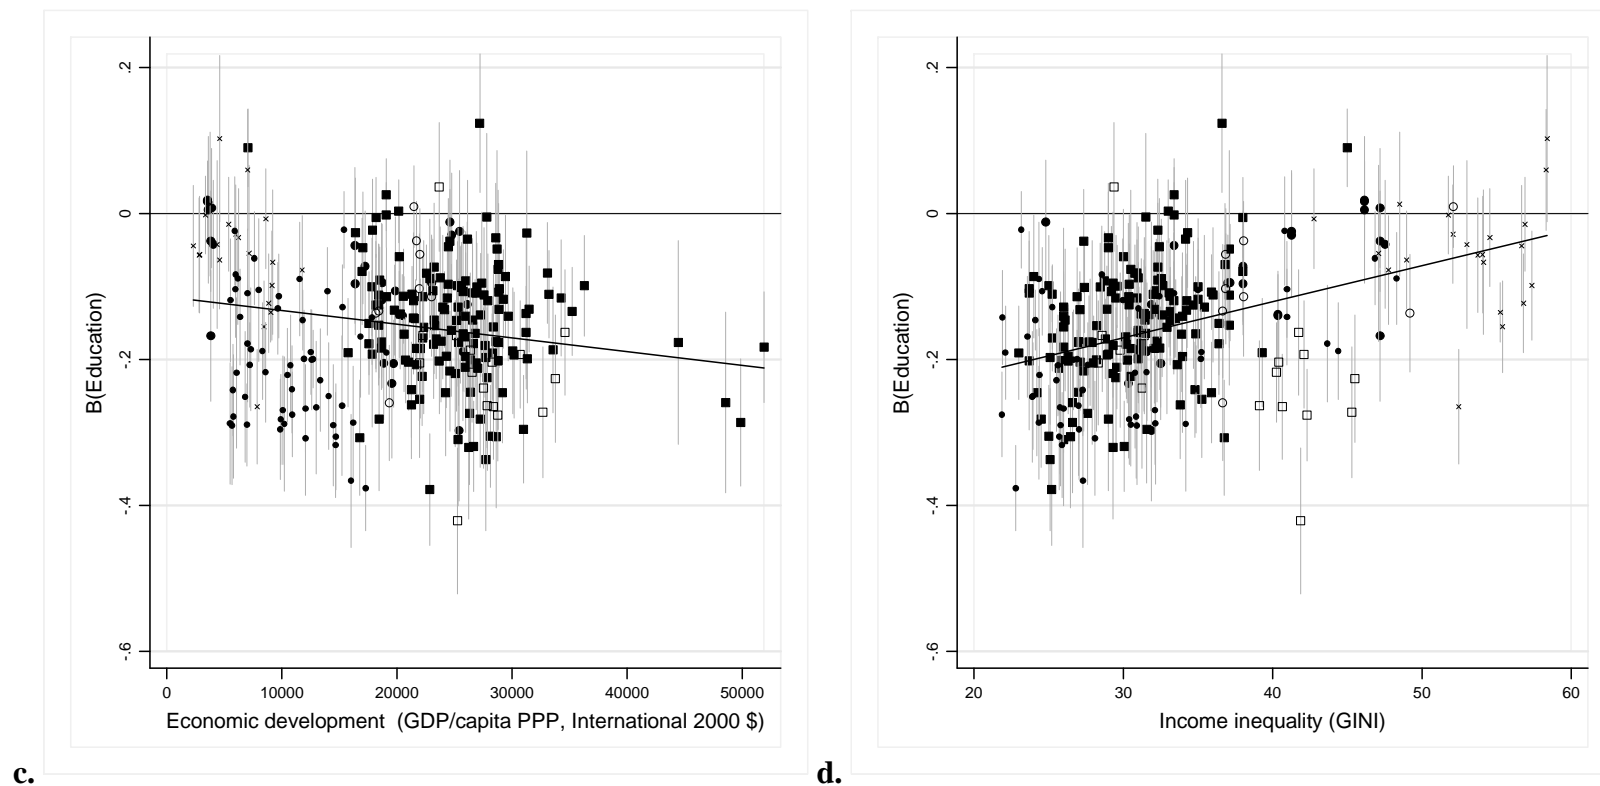 .2
0
-.2
-.4
-.6
B(Education)
0 10000 20000 30000 40000 50000
Economic development (GDP/capita PPP, International 2000 $)
c.
.2
0
-.2
-.4
-.6
B(Education)
20 30 40 50 60
Income inequality (GINI)
d.